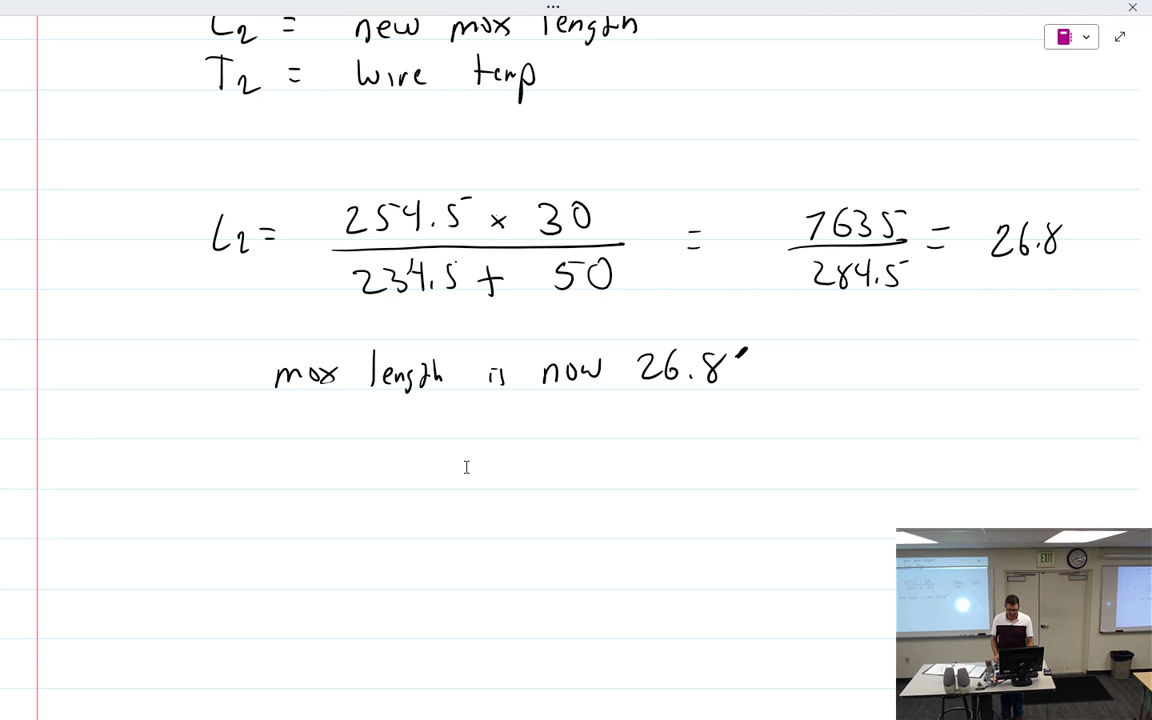 L2 = new max length
T2 = wire temp
L2 = 254.5 x 30 / 234.5 + 50 = 7635 / 284.5 = 26.8
max length is now 26.8'
EXIT